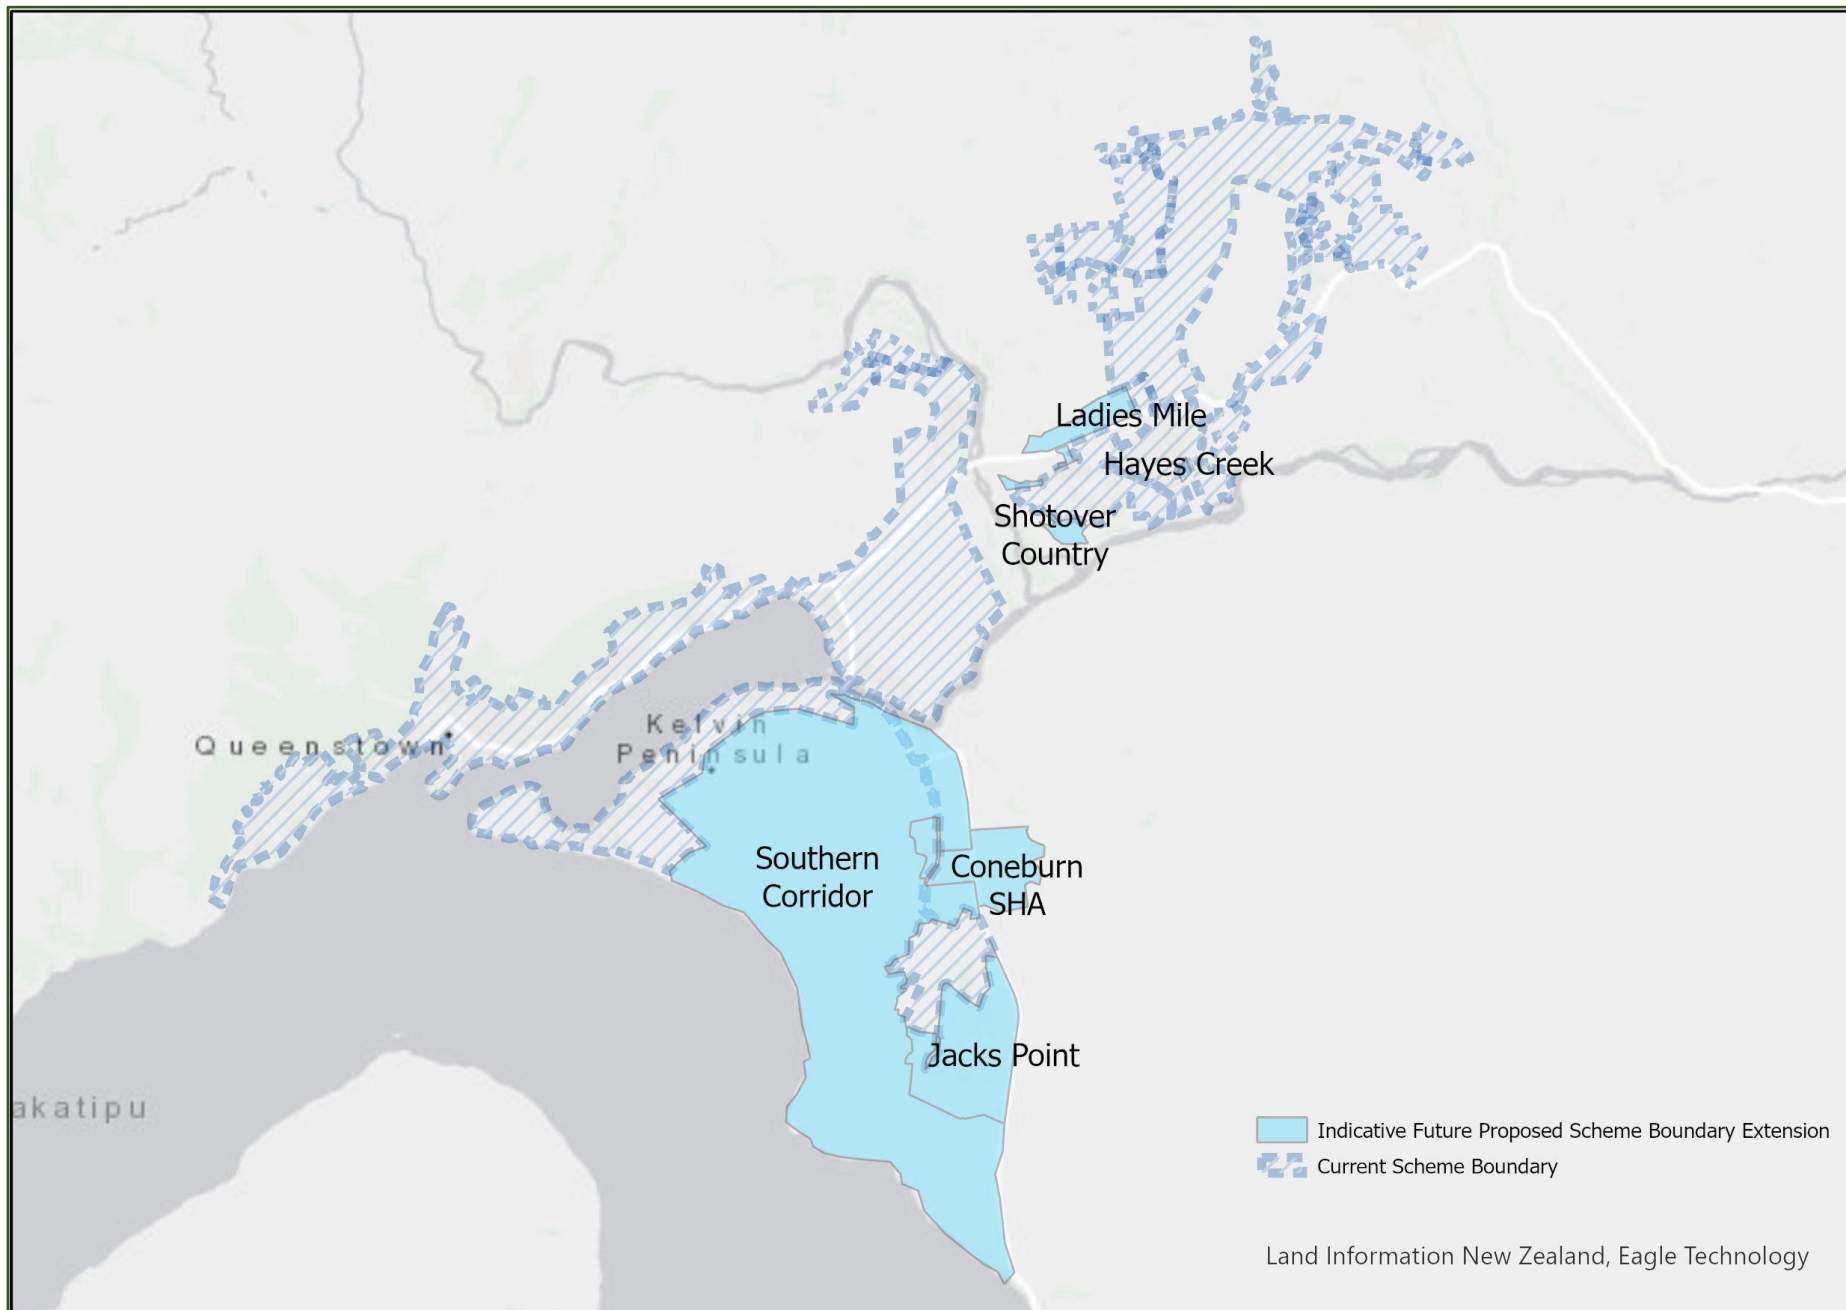 Ladies Mile
Hayes Creek
Shotover
Country
Kelvin
Peninsula
Queenstown
Southern
Corridor
Coneburn
SHA
Jacks Point
akatipu
Indicative Future Proposed Scheme Boundary Extension
Current Scheme Boundary
Land Information New Zealand, Eagle Technology